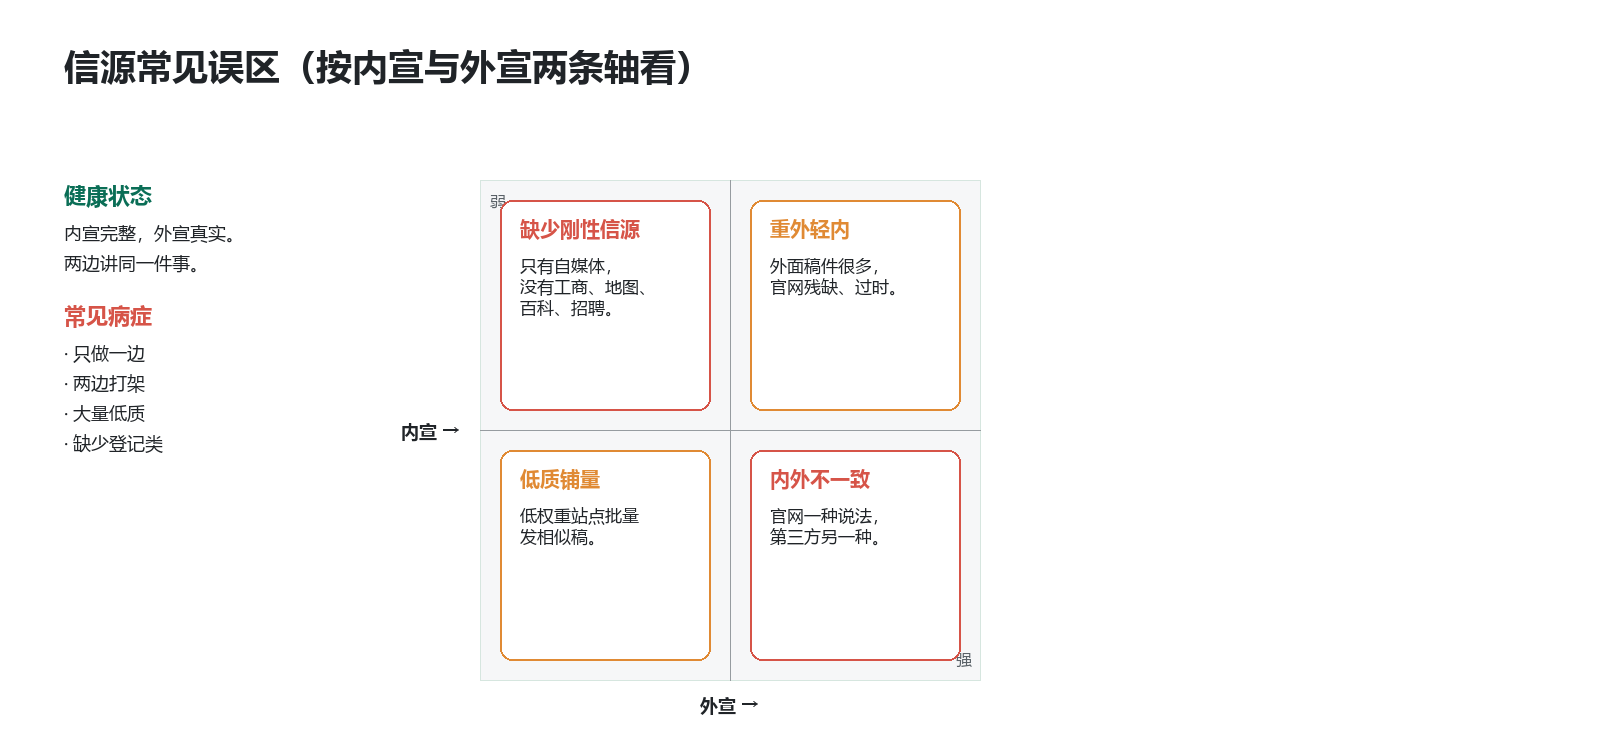 信源常见误区（按内宣与外宣两条轴看）
健康状态
内宣完整，外宣真实。
两边讲同一件事。
常见病症
· 只做一边
· 两边打架
· 大量低质
· 缺少登记类
内宣 →
弱
缺少刚性信源
只有自媒体，
没有工商、地图、
百科、招聘。
重外轻内
外面稿件很多，
官网残缺、过时。
低质铺量
低权重站点批量
发相似稿。
内外不一致
官网一种说法，
第三方另一种。
强
外宣 →